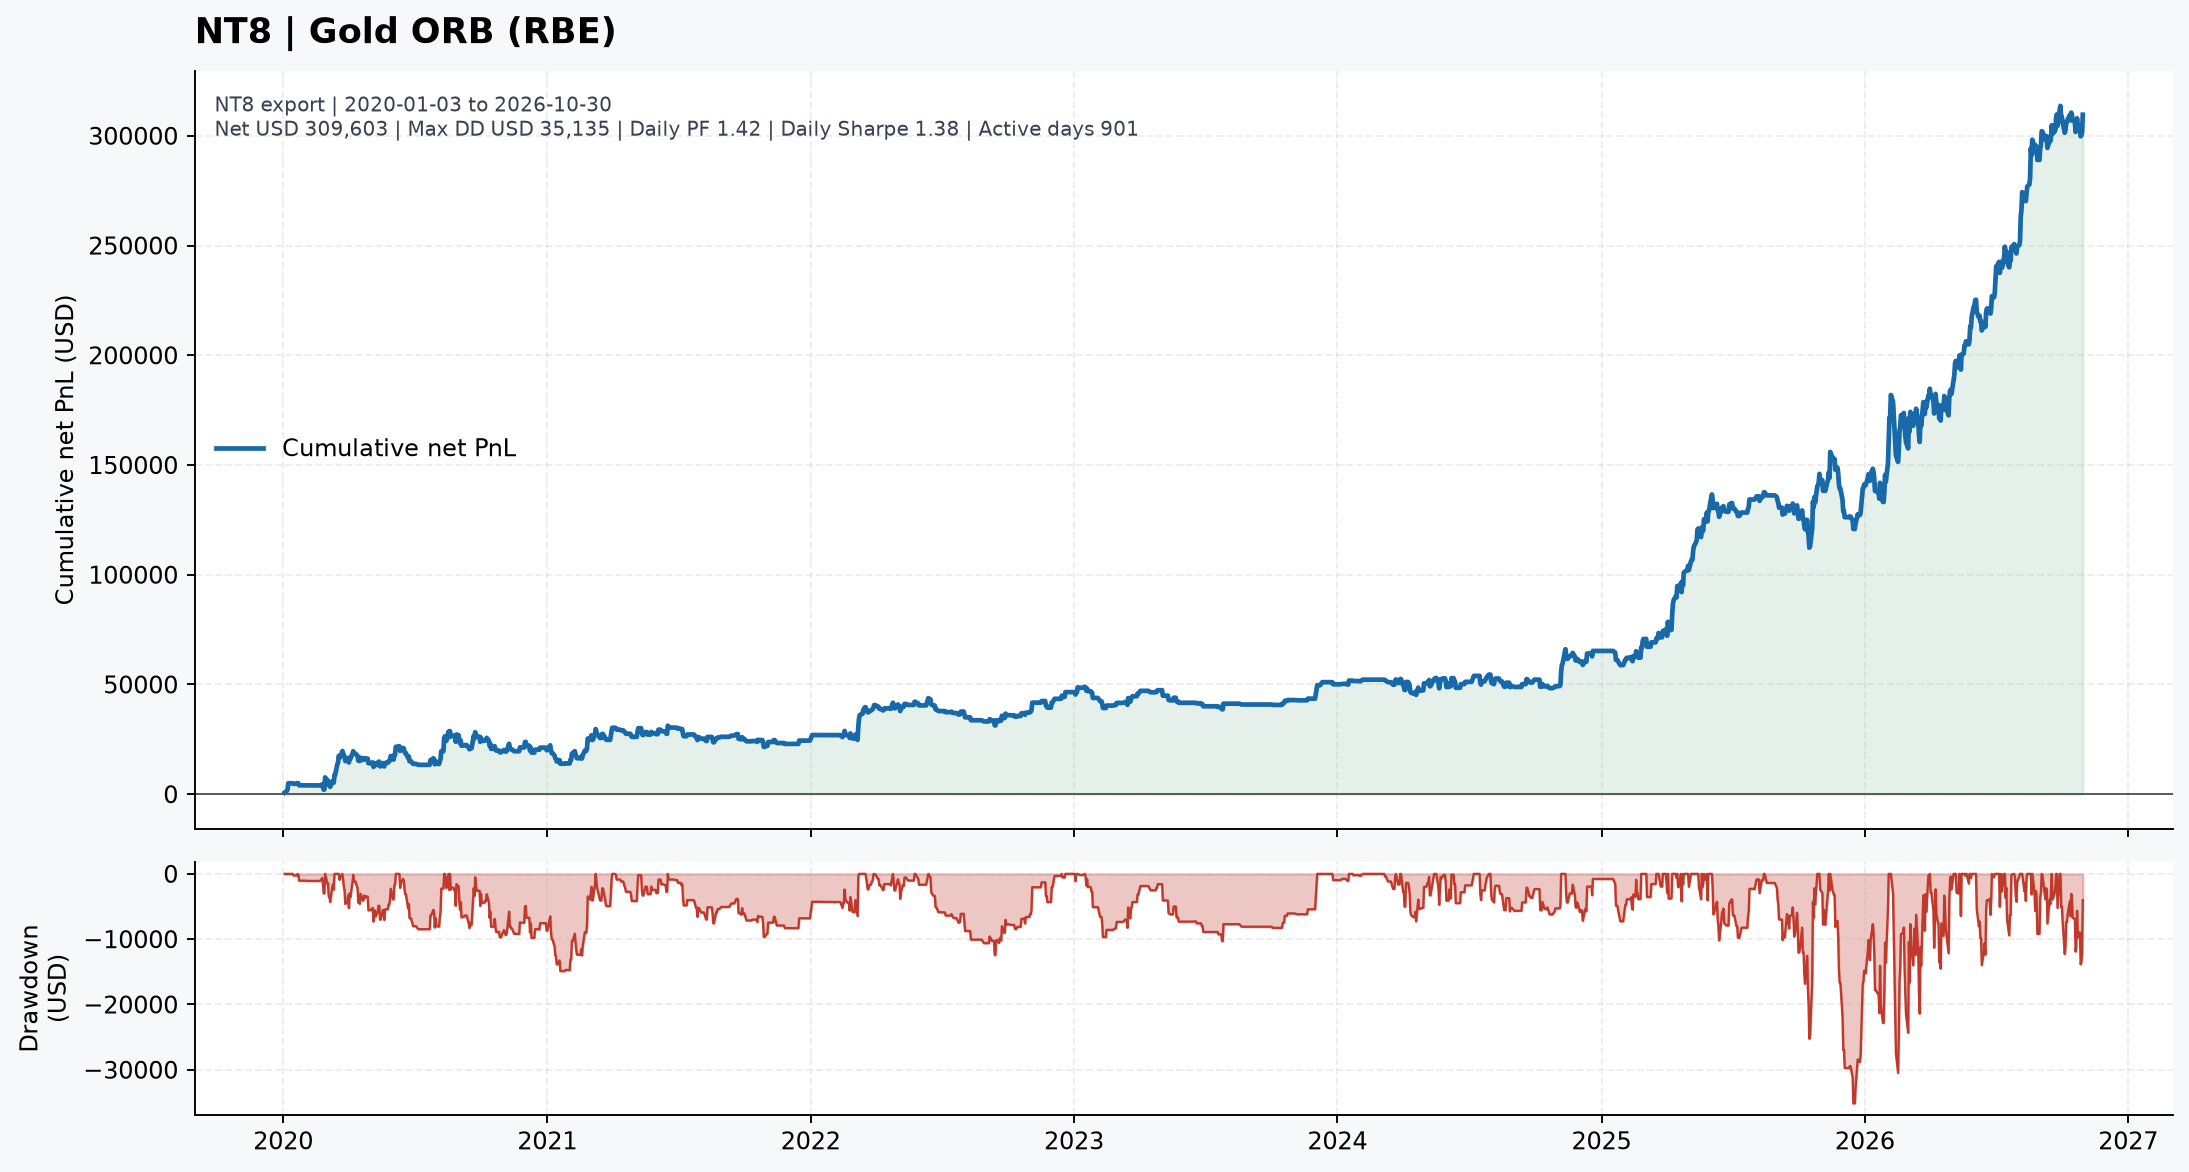 NT8 | Gold ORB (RBE)
NT8 export | 2020-01-03 to 2026-10-30
Net USD 309,603 | Max DD USD 35,135 | Daily PF 1.42 | Daily Sharpe 1.38 | Active days 901
Cumulative net PnL (USD)
300000
250000
200000
150000
100000
50000
0
Cumulative net PnL
Drawdown
(USD)
0
−10000
−20000
−30000
2020
2021
2022
2023
2024
2025
2026
2027